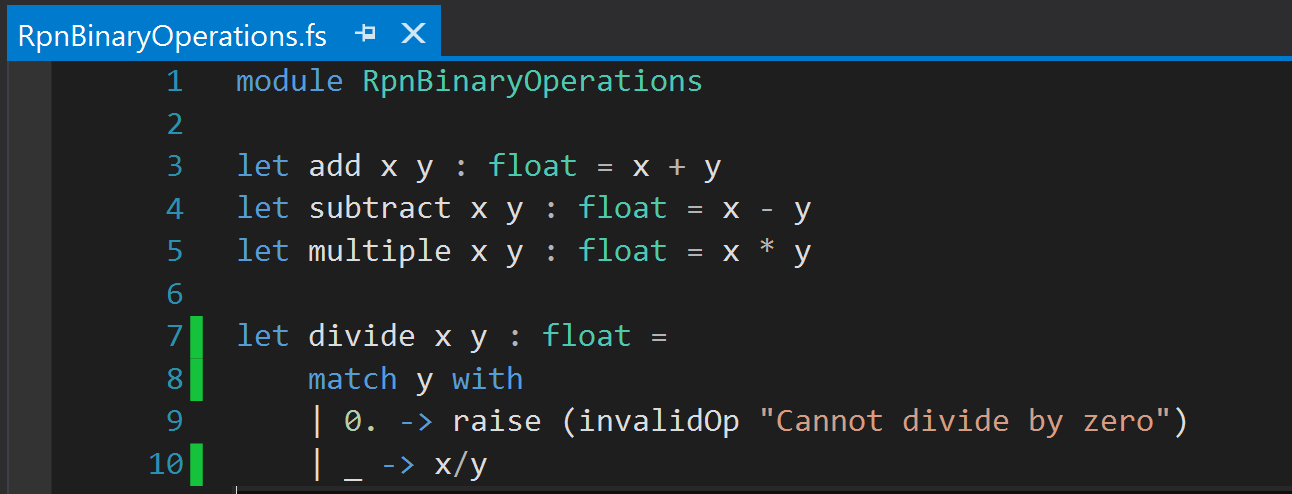 RpnBinaryOperations.fs
1 module RpnBinaryOperations
2
3 let add x y : float = x + y
4 let subtract x y : float = x - y
5 let multiple x y : float = x * y
6
7 let divide x y : float =
8     match y with
9     | 0. -> raise (invalidOp "Cannot divide by zero")
10     | _ -> x/y